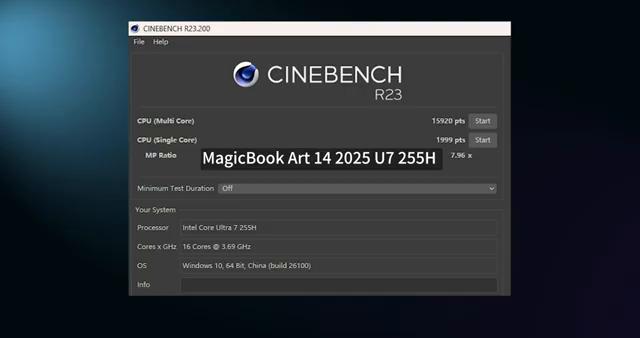 CINEBENCH R23.200
File Help
CINEBENCH
R23
CPU (Multi Core) 15920 pts Start
CPU (Single Core) 1999 pts Start
MP Ratio 7.96 x
MagicBook Art 14 2025 U7 255H
Minimum Test Duration Off
Your System
Processor Intel Core Ultra 7 255H
Cores x GHz 16 Cores @ 3.69 GHz
OS Windows 10, 64 Bit, China (build 26100)
Info